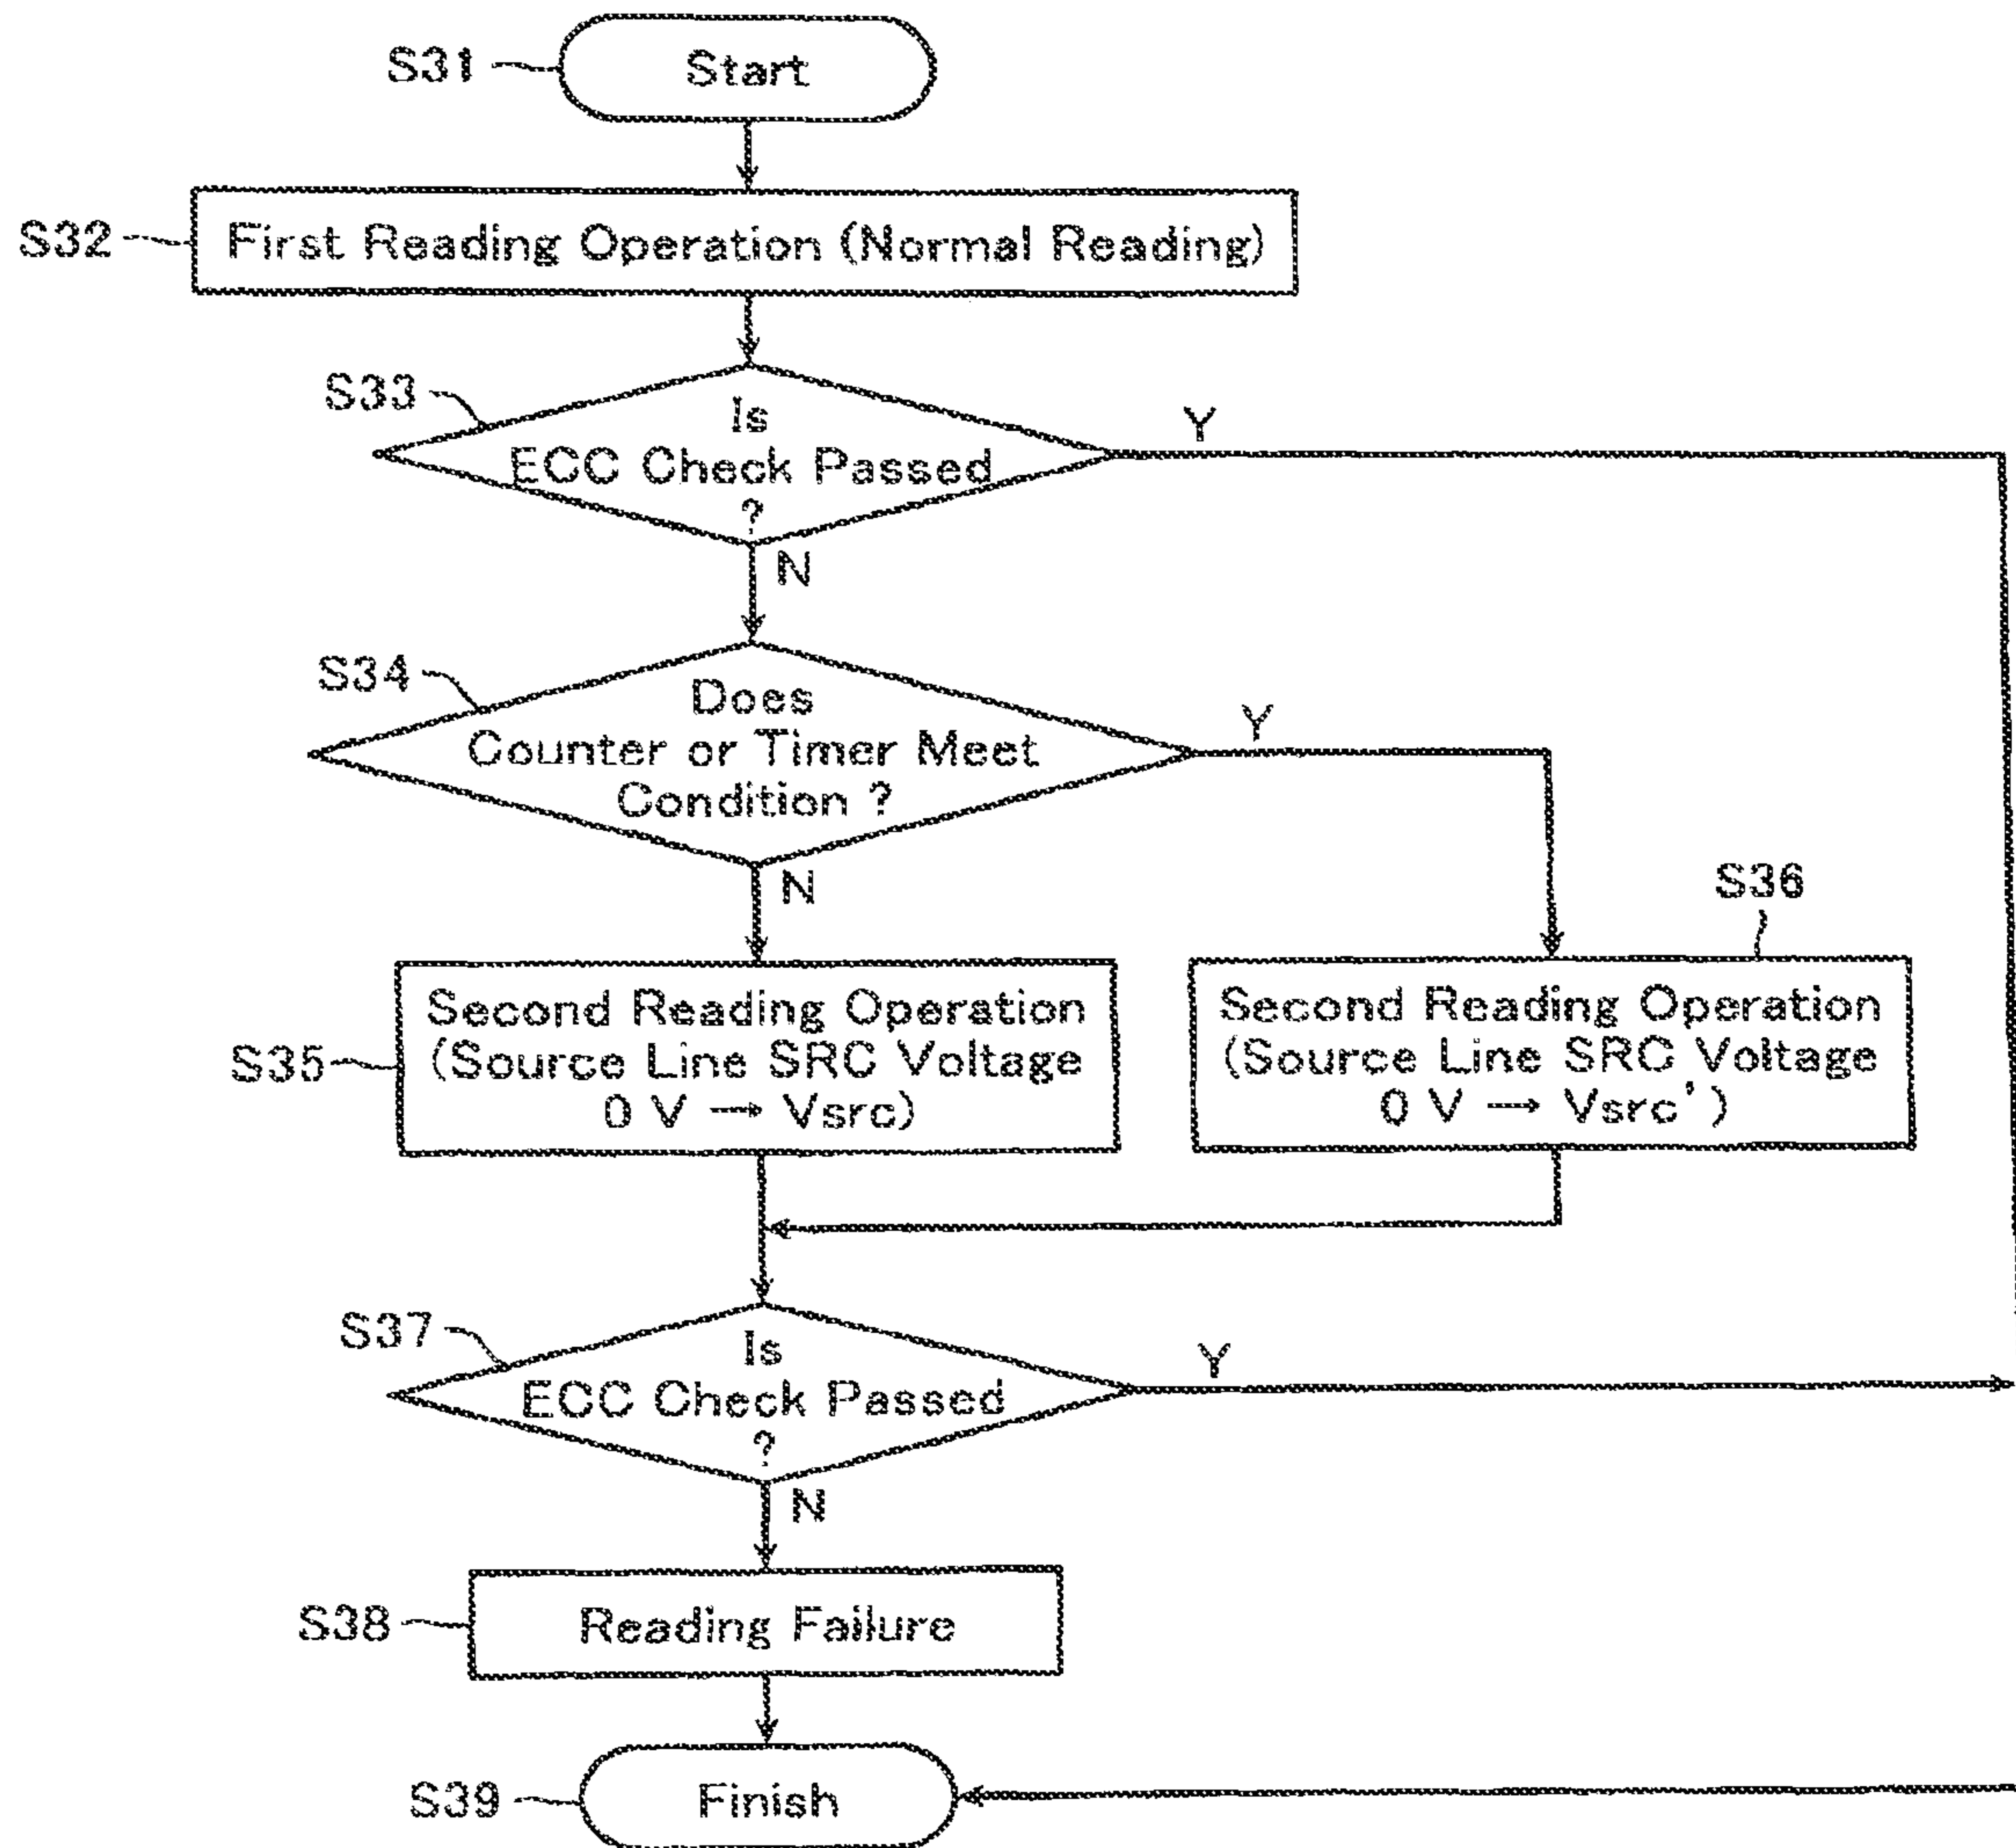 S31
Start
S32
First Reading Operation (Normal Reading)
S33
Is
ECC Check Passed
?
Y
N
S34
Does
Counter or Timer Meet
Condition ?
Y
N
S36
S35
Second Reading Operation
(Source Line SRC Voltage
0 V → Vsrc)
Second Reading Operation
(Source Line SRC Voltage
0 V → Vsrc')
S37
Is
ECC Check Passed
?
Y
N
S38
Reading Failure
S39
Finish